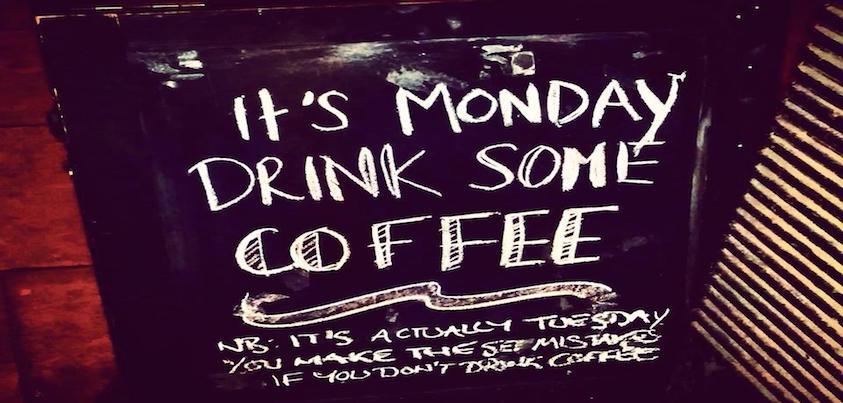 IT'S MONDAY
DRINK SOME
COFFEE
NB: IT'S ACTUALLY TUESDAY
YOU MAKE THESE MISTAKES
IF YOU DON'T DRINK COFFEE